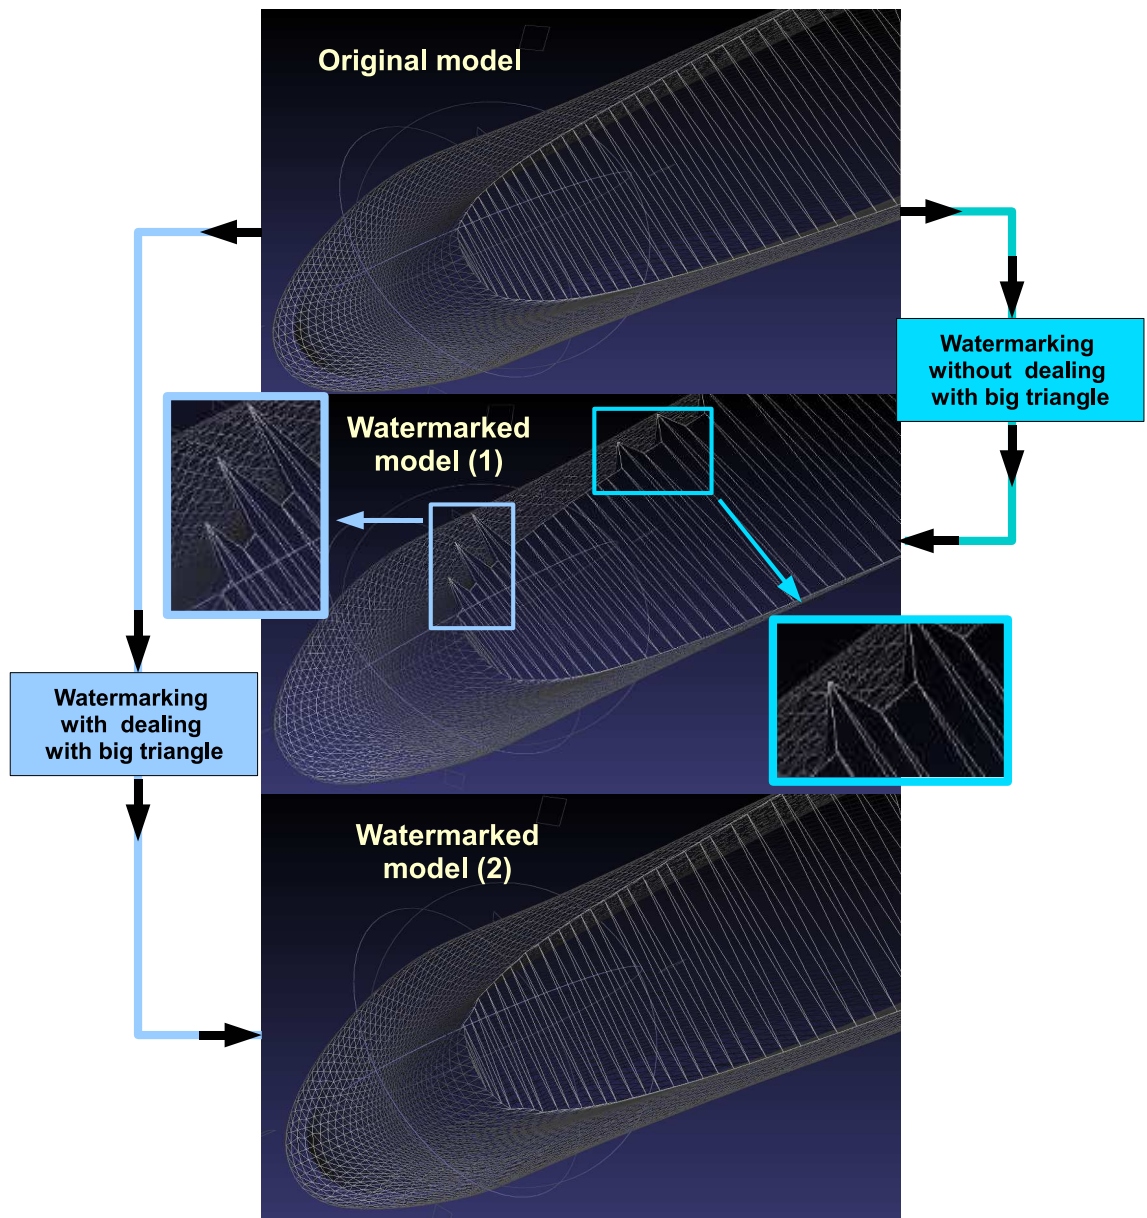 Original model
Watermarking
without dealing
with big triangle
Watermarked
model (1)
Watermarking
with dealing
with big triangle
Watermarked
model (2)